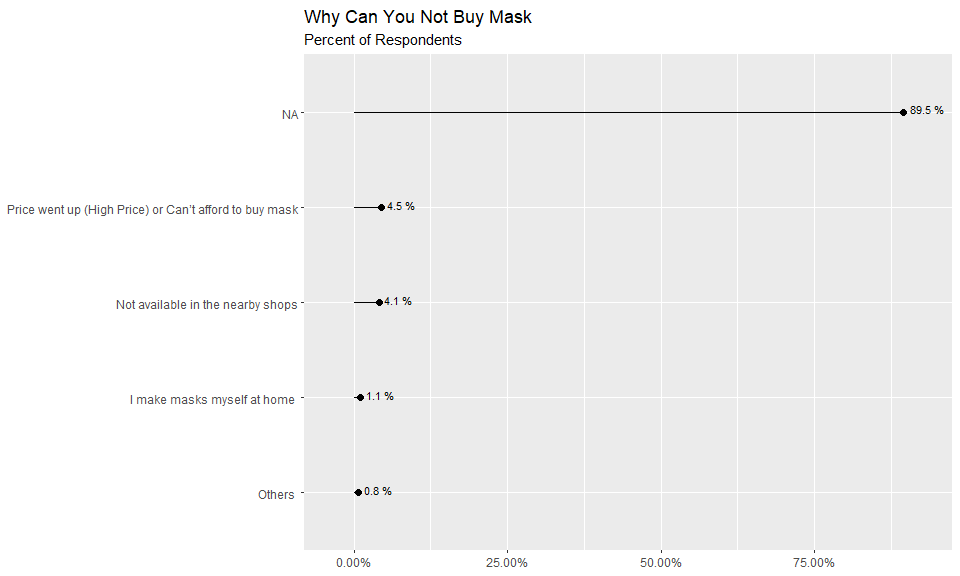 Why Can You Not Buy Mask
Percent of Respondents
NA
89.5 %
Price went up (High Price) or Can't afford to buy mask
4.5 %
Not available in the nearby shops
4.1 %
I make masks myself at home
1.1 %
Others
0.8 %
0.00% 25.00% 50.00% 75.00%